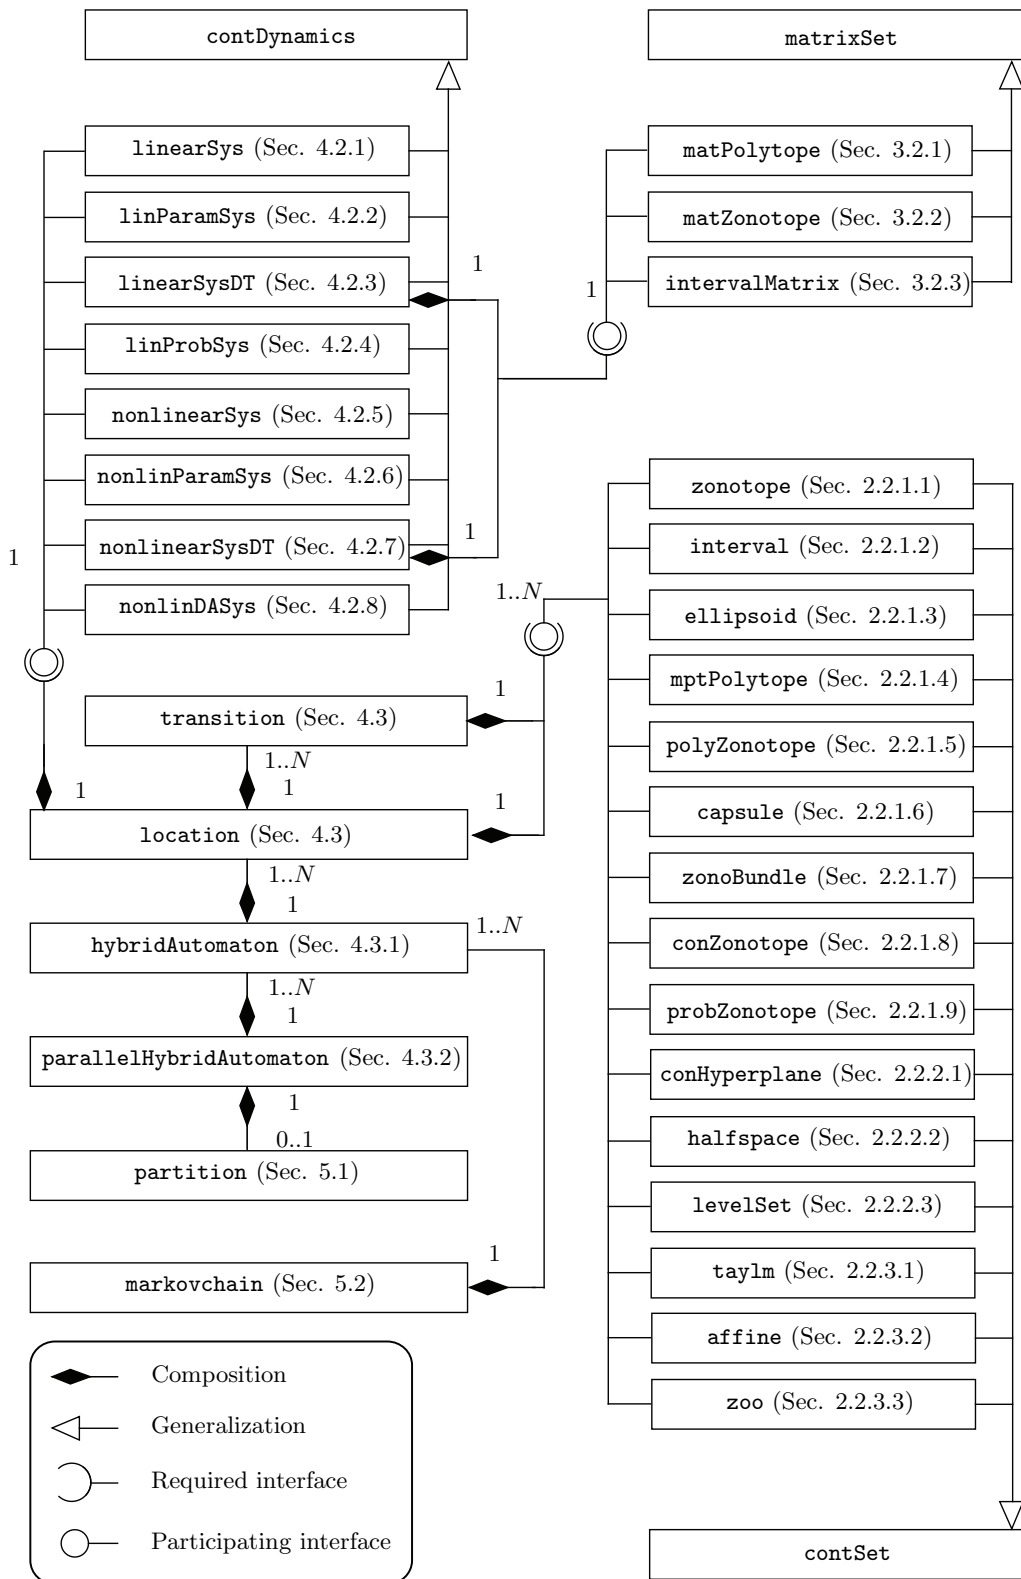 contDynamics
matrixSet
linearSys (Sec. 4.2.1)
linParamSys (Sec. 4.2.2)
linearSysDT (Sec. 4.2.3)
linProbSys (Sec. 4.2.4)
nonlinearSys (Sec. 4.2.5)
nonlinParamSys (Sec. 4.2.6)
nonlinearSysDT (Sec. 4.2.7)
nonlinDASys (Sec. 4.2.8)
1
1
1
matPolytope (Sec. 3.2.1)
matZonotope (Sec. 3.2.2)
intervalMatrix (Sec. 3.2.3)
1
zonotope (Sec. 2.2.1.1)
interval (Sec. 2.2.1.2)
ellipsoid (Sec. 2.2.1.3)
mptPolytope (Sec. 2.2.1.4)
polyZonotope (Sec. 2.2.1.5)
capsule (Sec. 2.2.1.6)
zonoBundle (Sec. 2.2.1.7)
conZonotope (Sec. 2.2.1.8)
probZonotope (Sec. 2.2.1.9)
conHyperplane (Sec. 2.2.2.1)
halfspace (Sec. 2.2.2.2)
levelSet (Sec. 2.2.2.3)
taylm (Sec. 2.2.3.1)
affine (Sec. 2.2.3.2)
zoo (Sec. 2.2.3.3)
contSet
1..N
transition (Sec. 4.3)
1
1..N
1
1
location (Sec. 4.3)
1
1..N
1
hybridAutomaton (Sec. 4.3.1)
1..N
1..N
1
parallelHybridAutomaton (Sec. 4.3.2)
1
0..1
partition (Sec. 5.1)
markovchain (Sec. 5.2)
1
Composition
Generalization
Required interface
Participating interface